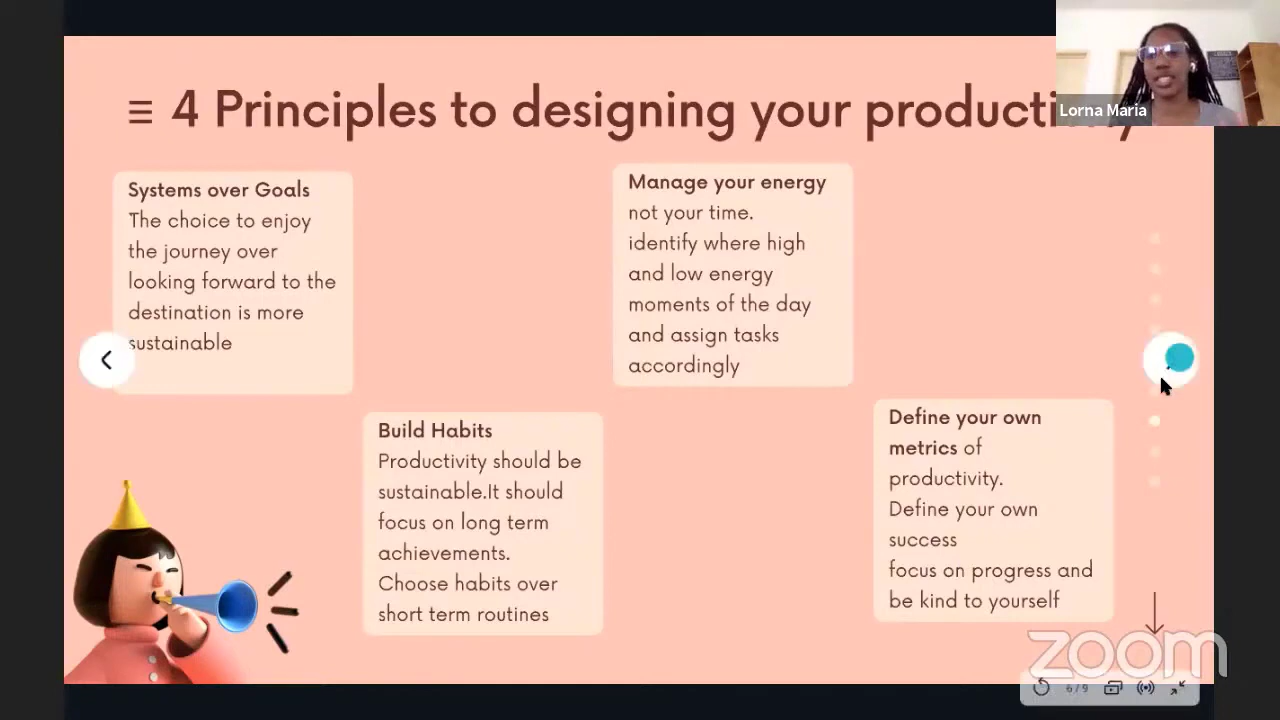 4 Principles to designing your productivity
Lorna Maria
Systems over Goals
The choice to enjoy
the journey over
looking forward to the
destination is more
sustainable
Manage your energy
not your time.
identify where high
and low energy
moments of the day
and assign tasks
accordingly
Build Habits
Productivity should be
sustainable.It should
focus on long term
achievements.
Choose habits over
short term routines
Define your own
metrics of
productivity.
Define your own
success
focus on progress and
be kind to yourself
zoom
6/9